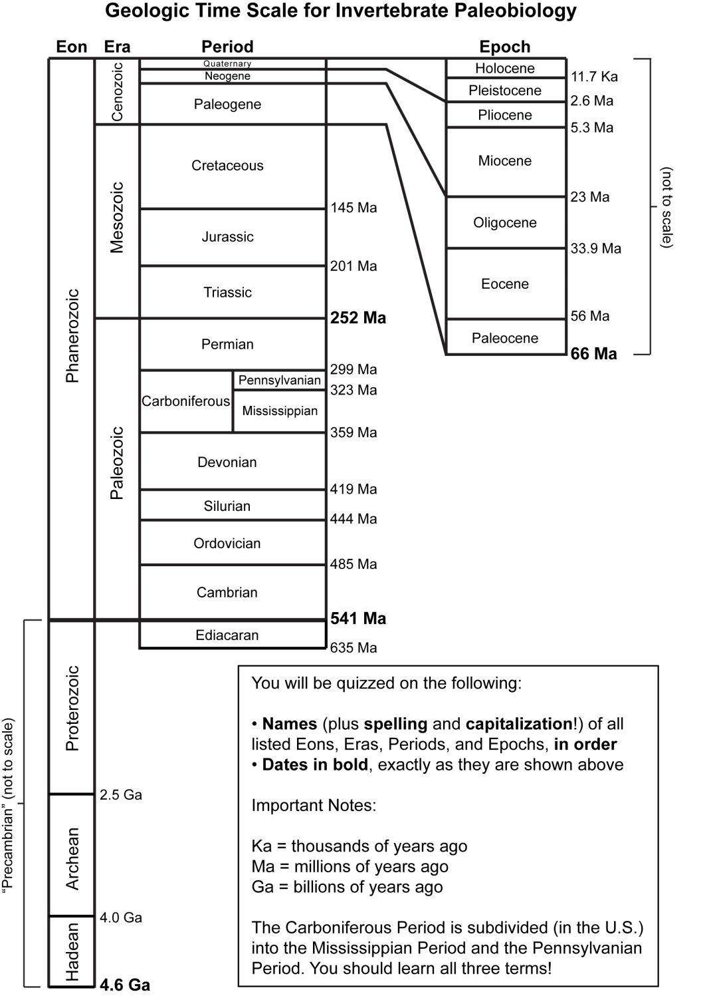 Geologic Time Scale for Invertebrate Paleobiology
Eon
Era
Period
Epoch
Phanerozoic
Proterozoic
Archean
Hadean
"Precambrian" (not to scale)
2.5 Ga
4.0 Ga
4.6 Ga
Cenozoic
Mesozoic
Paleozoic
Quaternary
Neogene
Paleogene
Cretaceous
145 Ma
Jurassic
201 Ma
Triassic
252 Ma
Permian
299 Ma
Carboniferous
Pennsylvanian
323 Ma
Mississippian
359 Ma
Devonian
419 Ma
Silurian
444 Ma
Ordovician
485 Ma
Cambrian
541 Ma
Ediacaran
635 Ma
Holocene
11.7 Ka
Pleistocene
2.6 Ma
Pliocene
5.3 Ma
Miocene
23 Ma
Oligocene
33.9 Ma
Eocene
56 Ma
Paleocene
66 Ma
(not to scale)
You will be quizzed on the following:
• Names (plus spelling and capitalization!) of all
listed Eons, Eras, Periods, and Epochs, in order
• Dates in bold, exactly as they are shown above
Important Notes:
Ka = thousands of years ago
Ma = millions of years ago
Ga = billions of years ago
The Carboniferous Period is subdivided (in the U.S.)
into the Mississippian Period and the Pennsylvanian
Period. You should learn all three terms!